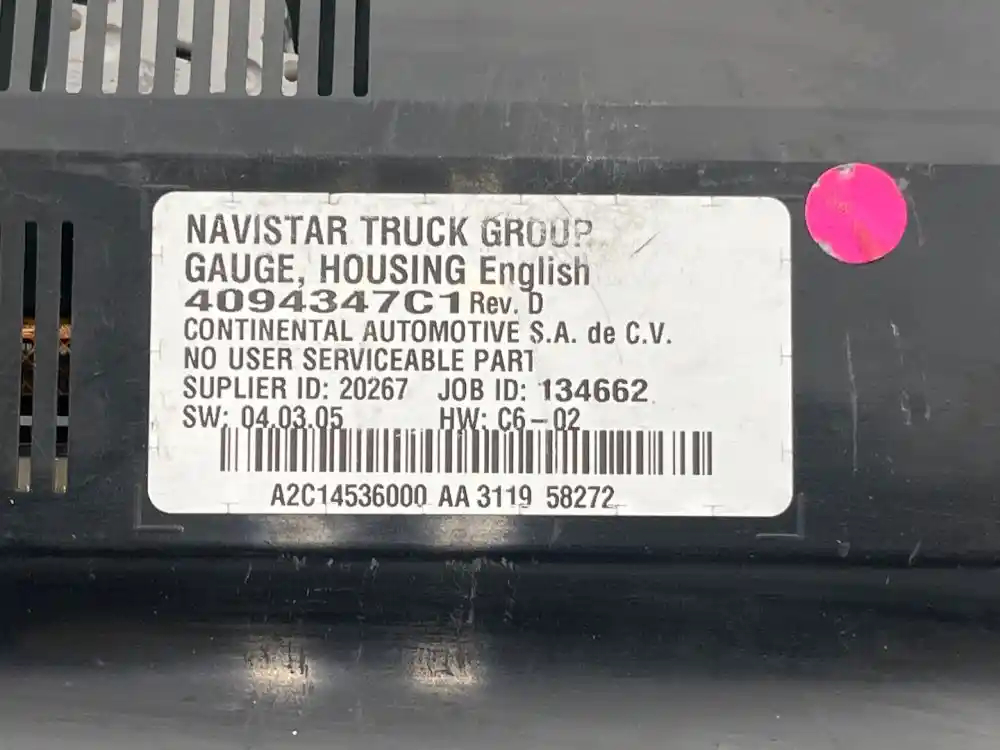 NAVISTAR TRUCK GROUP
GAUGE, HOUSING English
4094347C1 Rev. D
CONTINENTAL AUTOMOTIVE S.A. de C.V.
NO USER SERVICEABLE PART
SUPLIER ID: 20267 JOB ID: 134662
SW: 04.03.05 HW: C6-02
A2C14536000 AA 3119 58272